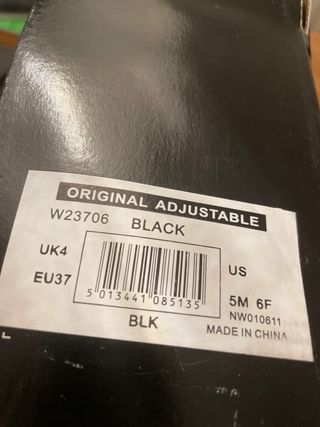 ORIGINAL ADJUSTABLE
W23706 BLACK
UK4 US
EU37 5M 6F
5 013441 085135
NW010611
BLK MADE IN CHINA
L